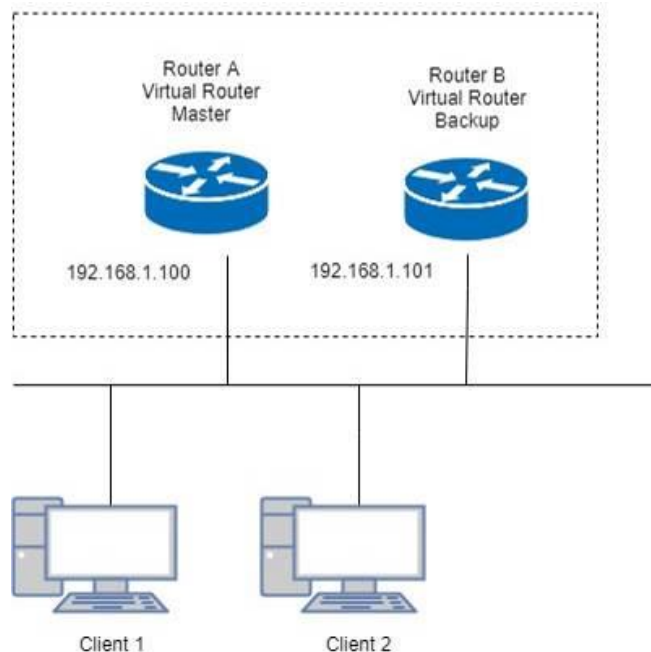 Router A
Virtual Router
Master
Router B
Virtual Router
Backup
192.168.1.100
192.168.1.101
Client 1
Client 2